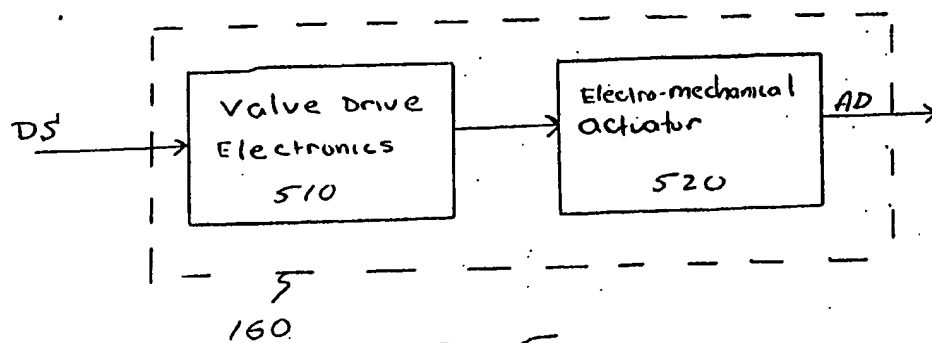 DS
Valve Drive
Electronics
510
Electro-mechanical
actuator
520
AD
160